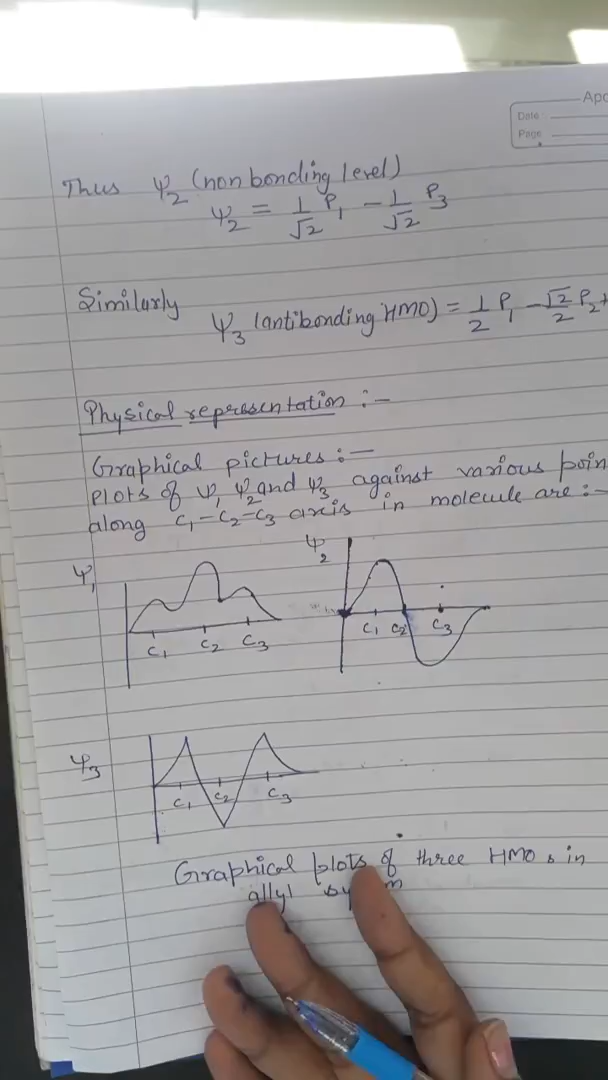 Apo
Date
Page
Thus ψ₂ (non bonding level)
ψ₂ = 1/√2 P₁ - 1/√2 P₃
Similarly
ψ₃ (antibonding HMO) = 1/2 P₁ - √2/2 P₂ +
Physical representation :-
Graphical pictures :-
Plots of ψ₁ ψ₂ and ψ₃ against various poin
along C₁-C₂-C₃ axis in molecule are :-
ψ₁
C₁ C₂ C₃
ψ₂
C₁ C₂ C₃
ψ₃
C₁ C₂ C₃
Graphical plots of three HMO s in
allyl